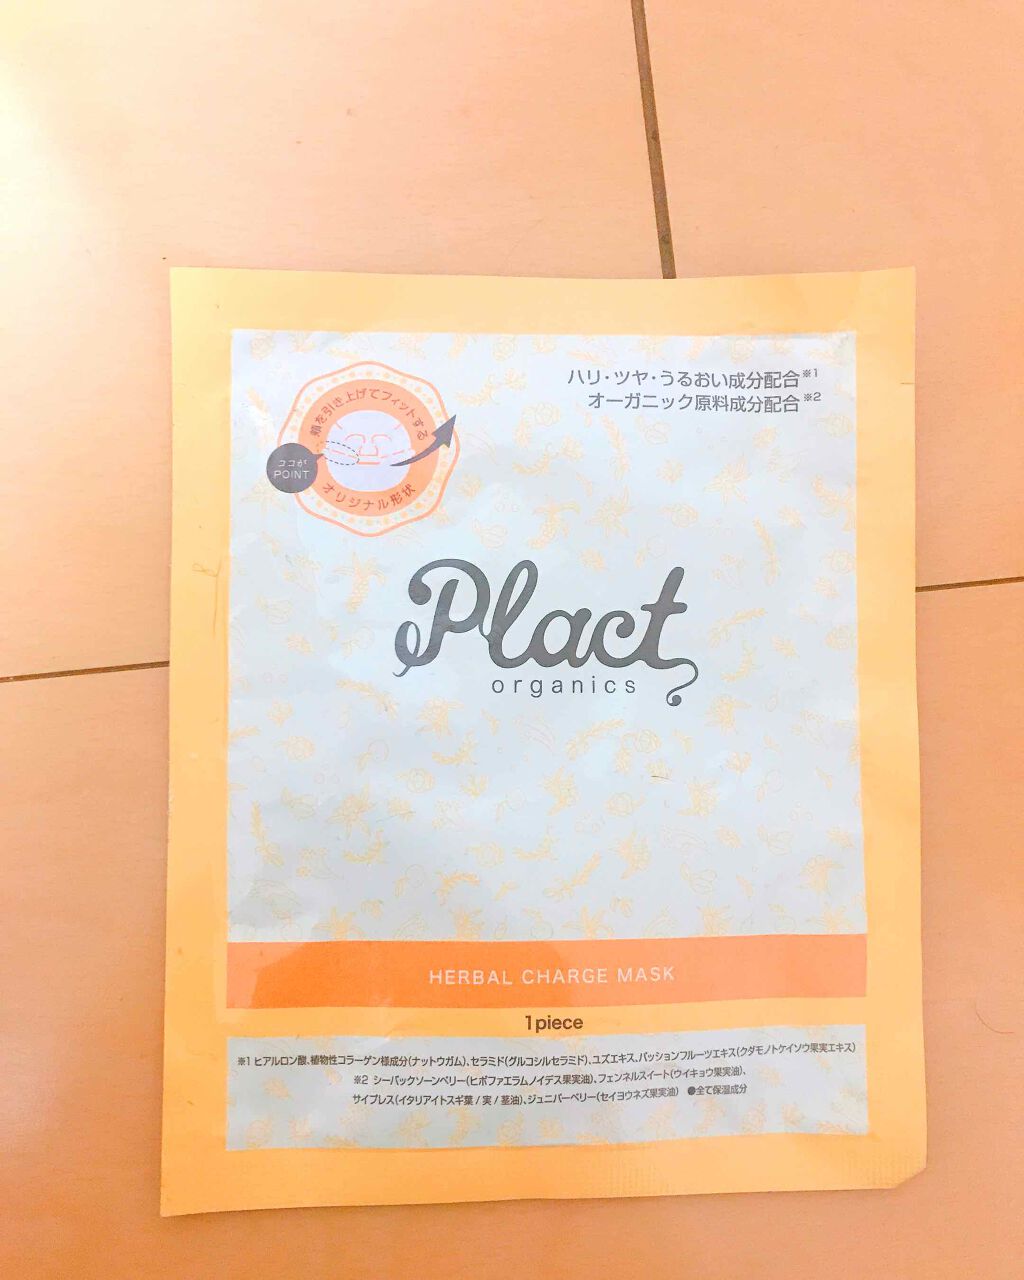 ハリ・ツヤ・うるおい成分配合※1
オーガニック原料成分配合※2
頬を引き上げてフィットする
ココが
POINT
オリジナル形状
Plact
organics
HERBAL CHARGE MASK
1piece
※1 ヒアルロン酸、植物性コラーゲン様成分(ナットウガム)、セラミド(グルコシルセラミド)、ユズエキス、パッションフルーツエキス(クダモノトケイソウ果実エキス)
※2 シーバックソーンベリー(ヒポファエラムノイデス果実油)、フェンネルスイート(ウイキョウ果実油)、
サイプレス(イタリアイトスギ葉/実/茎油)、ジュニパーベリー(セイヨウネズ果実油) ●全て保湿成分